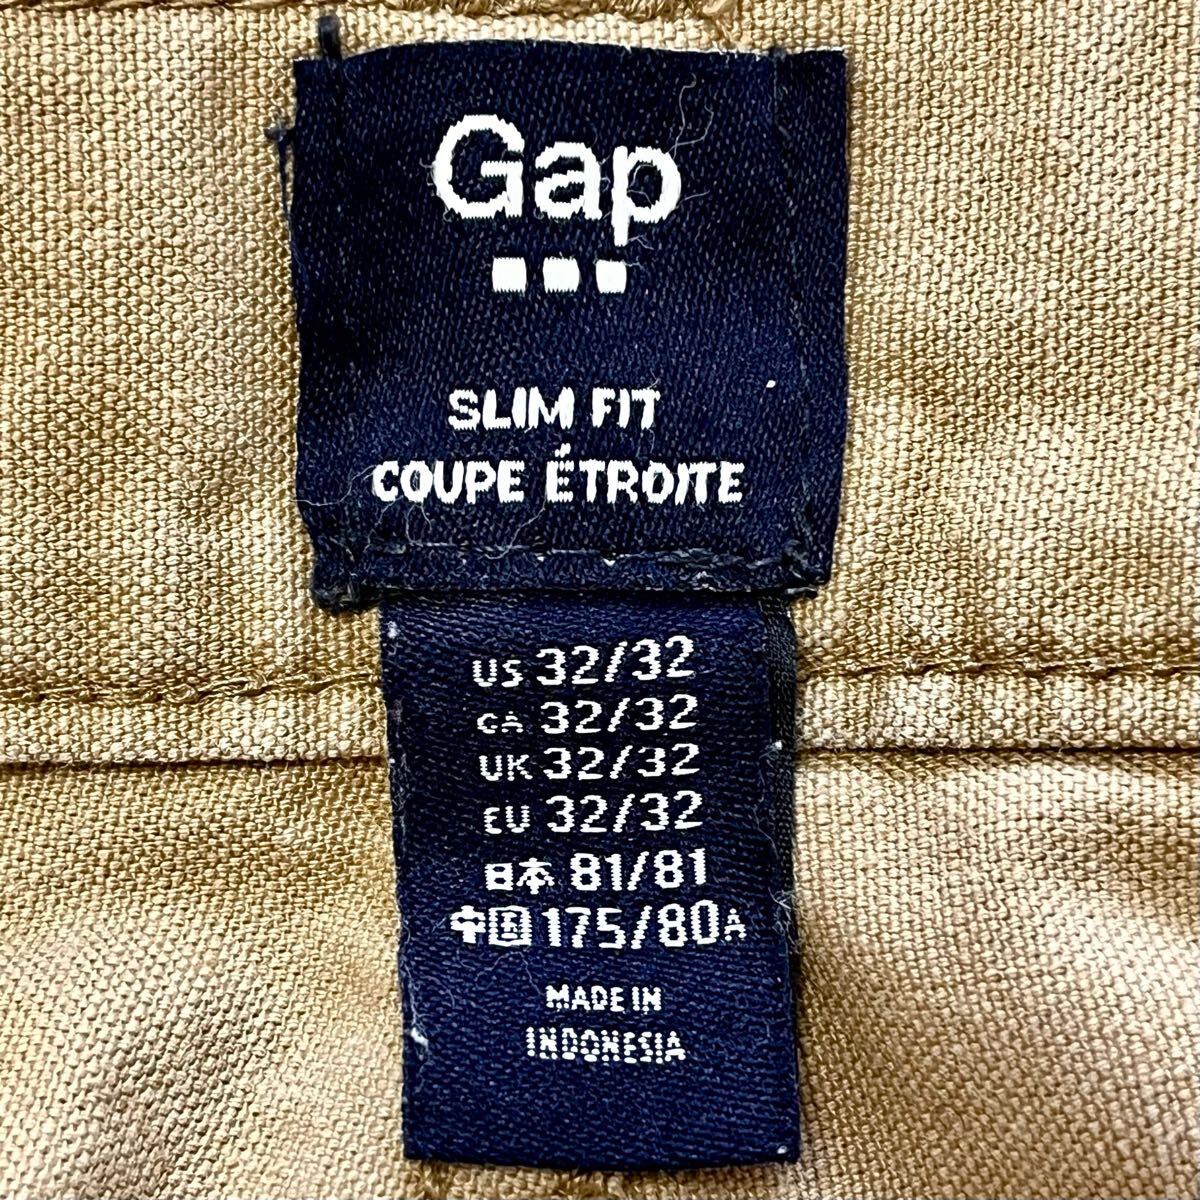 Gap
SLIM FIT
COUPE ÉTROITE
US 32/32
CA 32/32
UK 32/32
EU 32/32
日本 81/81
中国 175/80A
MADE IN
INDONESIA